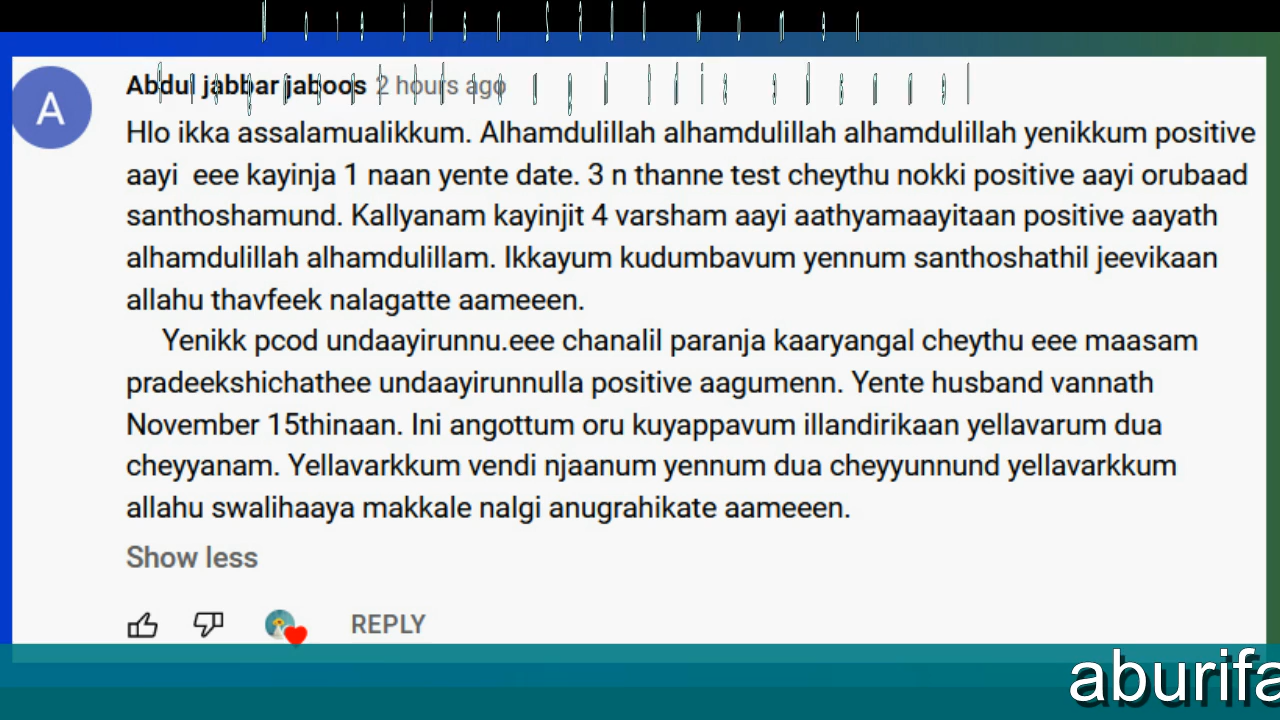 Abdul jabbar jaboos 2 hours ago
Hlo ikka assalamualikkum. Alhamdulillah alhamdulillah alhamdulillah yenikkum positive
aayi eee kayinja 1 naan yente date. 3 n thanne test cheythu nokki positive aayi orubaad
santhoshamund. Kallyanam kayinjit 4 varsham aayi aathyamaayitaan positive aayath
alhamdulillah alhamdulillam. Ikkayum kudumbavum yennum santhoshathil jeevikaan
allahu thavfeek nalagatte aameeen.
Yenikk pcod undaayirunnu.eee chanalil paranja kaaryangal cheythu eee maasam
pradeekshichathee undaayirunnulla positive aagumenn. Yente husband vannath
November 15thinaan. Ini angottum oru kuyappavum illandirikaan yellavarum dua
cheyyanam. Yellavarkkum vendi njaanum yennum dua cheyyunnund yellavarkkum
allahu swalihaaya makkale nalgi anugrahikate aameeen.
Show less
REPLY
A
aburifa